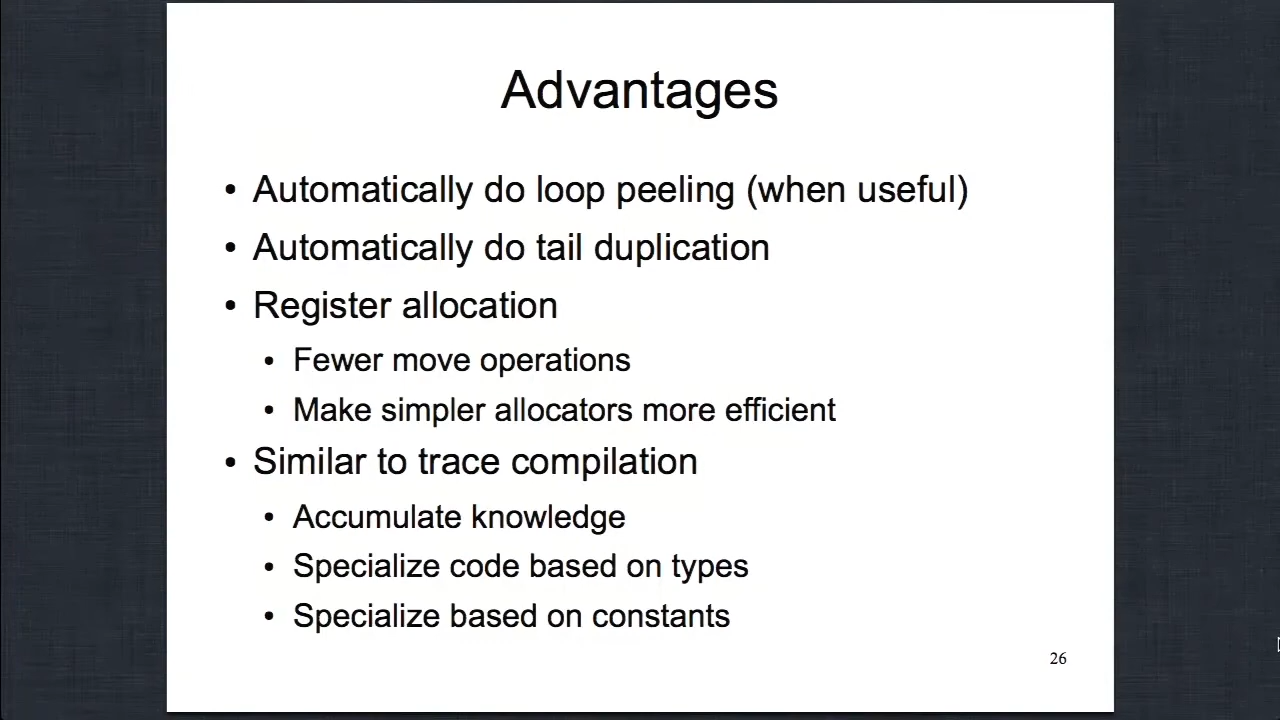 Advantages
• Automatically do loop peeling (when useful)
• Automatically do tail duplication
• Register allocation
• Fewer move operations
• Make simpler allocators more efficient
• Similar to trace compilation
• Accumulate knowledge
• Specialize code based on types
• Specialize based on constants
26